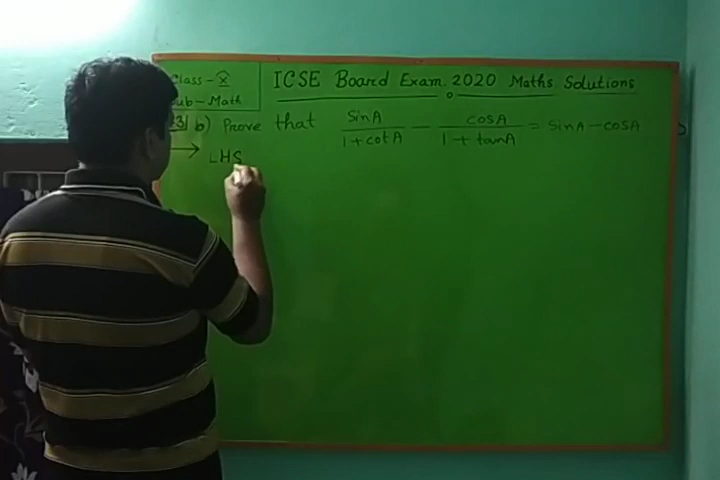 Class - X
ICSE Board Exam 2020 Maths Solutions
Sub - Math
3 b) Prove that sinA / 1 + cotA - cosA / 1 + tanA = sinA - cosA
→ LHS